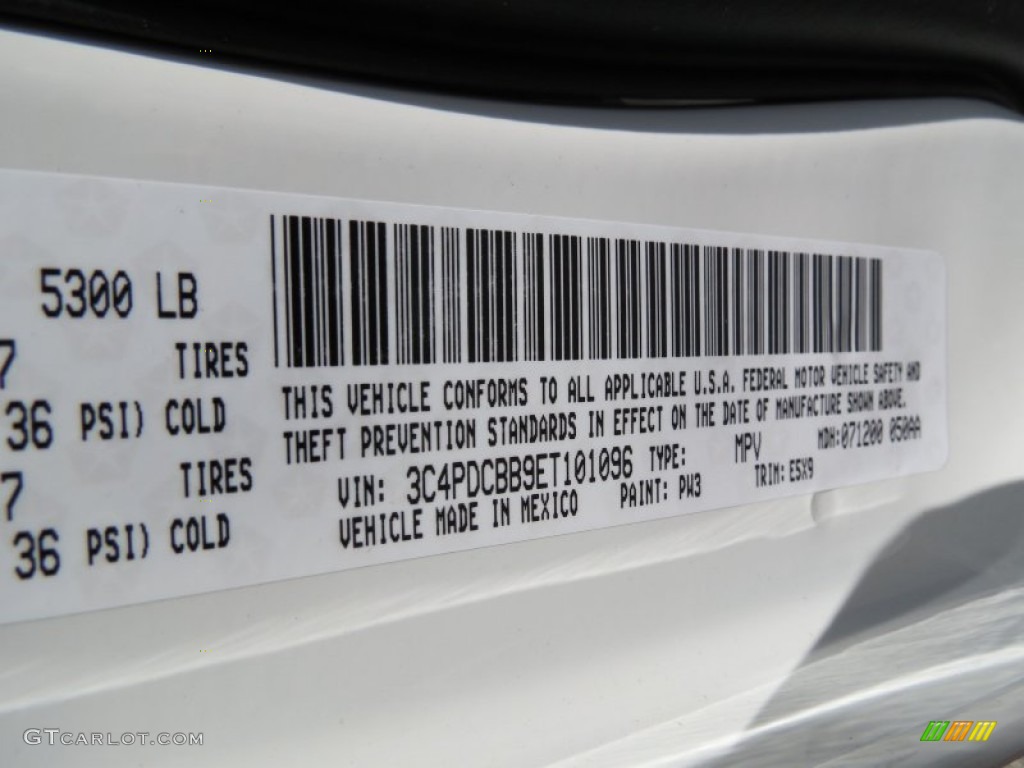 5300 LB
7 TIRES
36 PSI) COLD
7 TIRES
36 PSI) COLD
THIS VEHICLE CONFORMS TO ALL APPLICABLE U.S.A. FEDERAL MOTOR VEHICLE SAFETY AND
THEFT PREVENTION STANDARDS IN EFFECT ON THE DATE OF MANUFACTURE SHOWN ABOVE.
VIN: 3C4PDCBB9ET101096 TYPE: MPV MDH: 071200 050AA
VEHICLE MADE IN MEXICO PAINT: PW3 TRIM: E5X9
GTCARLOT.COM